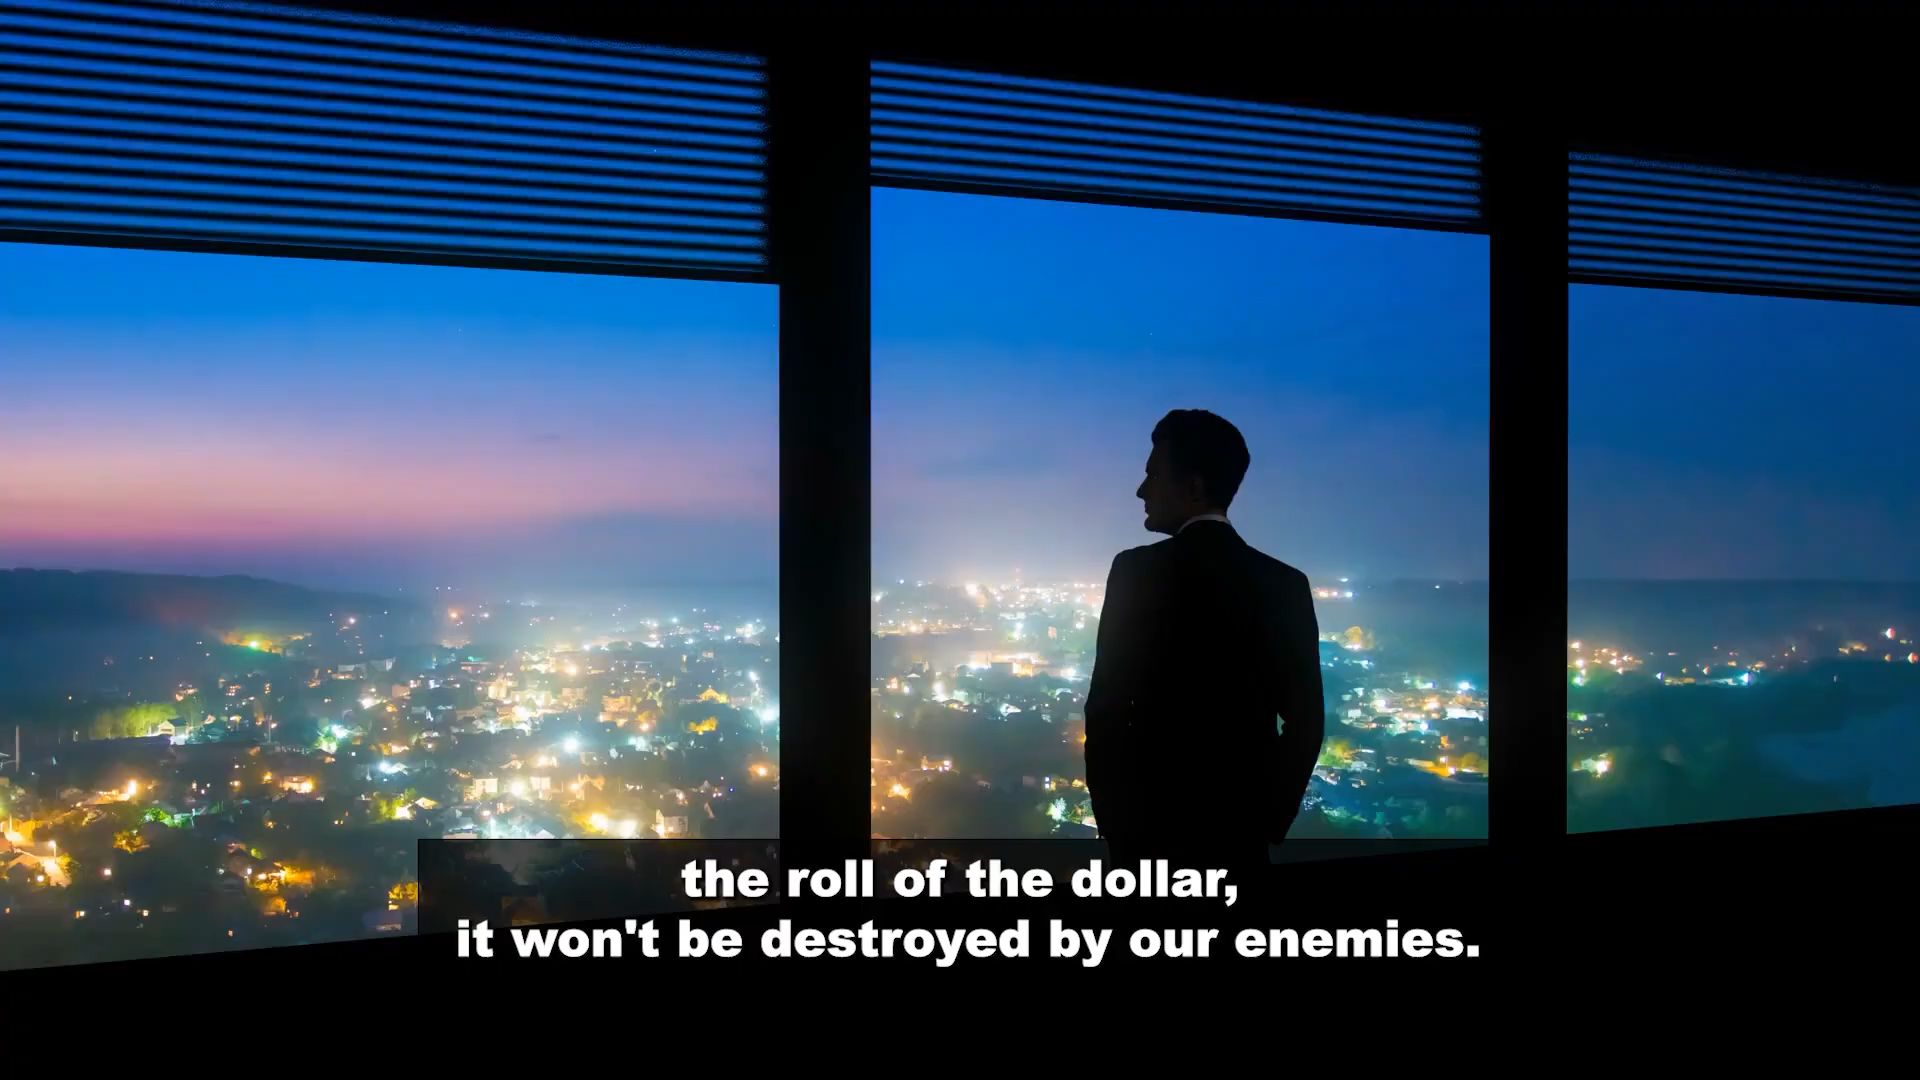 the roll of the dollar,
it won't be destroyed by our enemies.